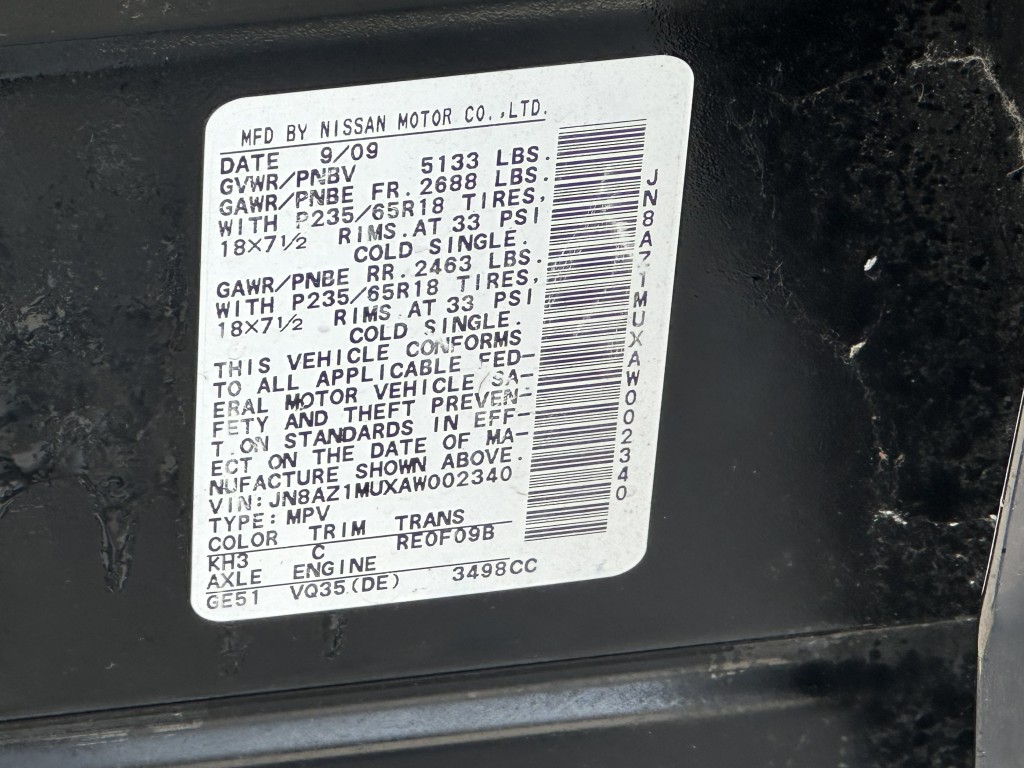 MFD BY NISSAN MOTOR CO.,LTD.
DATE 9/09
GVWR/PNBV 5133 LBS.
GAWR/PNBE FR. 2688 LBS.
WITH P235/65R18 TIRES,
18×7½ RIMS.AT 33 PSI
COLD SINGLE.
GAWR/PNBE RR. 2463 LBS.
WITH P235/65R18 TIRES,
18×7½ RIMS AT 33 PSI
COLD SINGLE.
THIS VEHICLE CONFORMS
TO ALL APPLICABLE FED-
ERAL MOTOR VEHICLE SA-
FETY AND THEFT PREVEN-
T.ON STANDARDS IN EFF-
ECT ON THE DATE OF MA-
NUFACTURE SHOWN ABOVE.
VIN: JN8AZ1MUXAW002340
TYPE: MPV
COLOR TRIM TRANS
KH3 C RE0F09B
AXLE ENGINE
GE51 VQ35(DE) 3498CC
JN8AZ1MUXAW002340